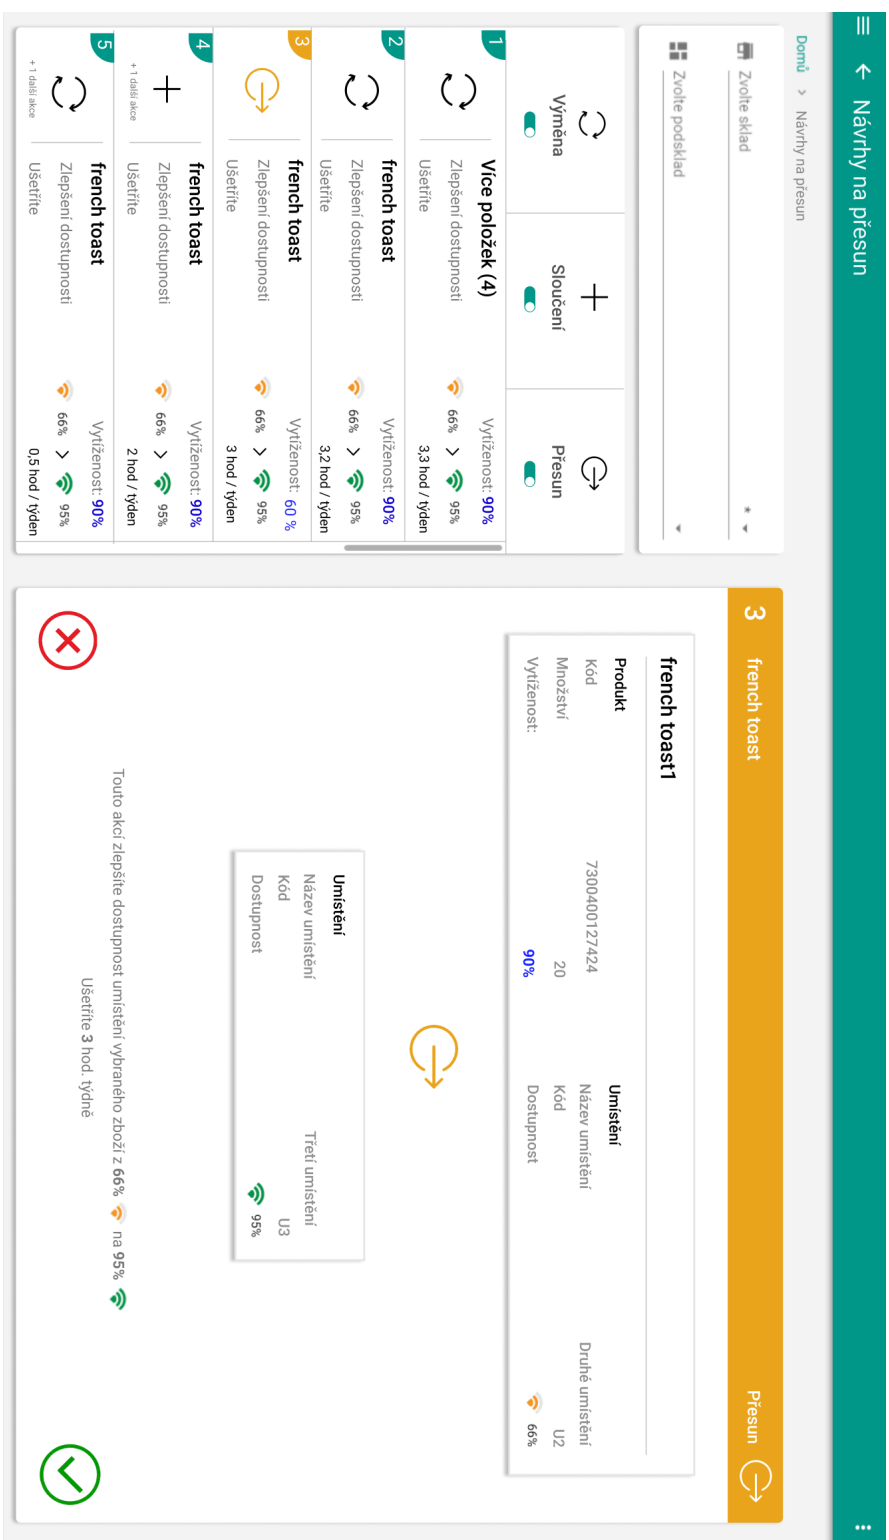 Návrhy na přesun
Domů > Návrhy na přesun
Zvolte sklad *
Zvolte podsklad
Výměna
Sloučení
Přesun
1
Více položek (4)
Vytíženost: 90%
Zlepšení dostupnosti 66% > 95%
Ušetříte 3,3 hod / týden
2
french toast
Vytíženost: 90%
Zlepšení dostupnosti 66% > 95%
Ušetříte 3,2 hod / týden
3
french toast
Vytíženost: 60 %
Zlepšení dostupnosti 66% > 95%
Ušetříte 3 hod / týden
4
+ 1 další akce
french toast
Vytíženost: 90%
Zlepšení dostupnosti 66% > 95%
Ušetříte 2 hod / týden
5
+ 1 další akce
french toast
Vytíženost: 90%
Zlepšení dostupnosti 66% > 95%
Ušetříte 0,5 hod / týden
3 french toast Přesun
french toast1
Produkt
Kód 7300400127424
Množství 20
Vytíženost: 90%
Umístění
Název umístění Druhé umístění
Kód U2
Dostupnost 66%
Umístění
Název umístění Třetí umístění
Kód U3
Dostupnost 95%
Touto akcí zlepšíte dostupnost umístění vybraného zboží z 66% na 95%
Ušetříte 3 hod. týdně